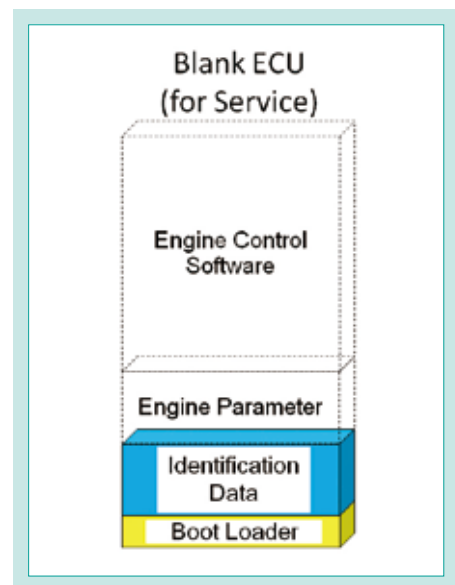 Blank ECU
(for Service)
Engine Control
Software
Engine Parameter
Identification
Data
Boot Loader